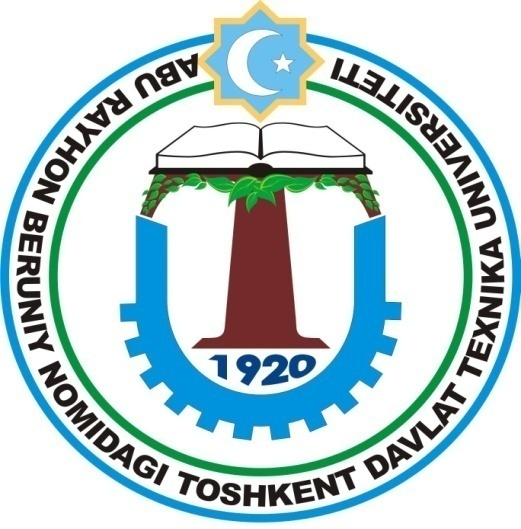 ABU RAYHON BERUNIY NOMIDAGI TOSHKENT DAVLAT TEXNIKA UNIVERSITETI
1920